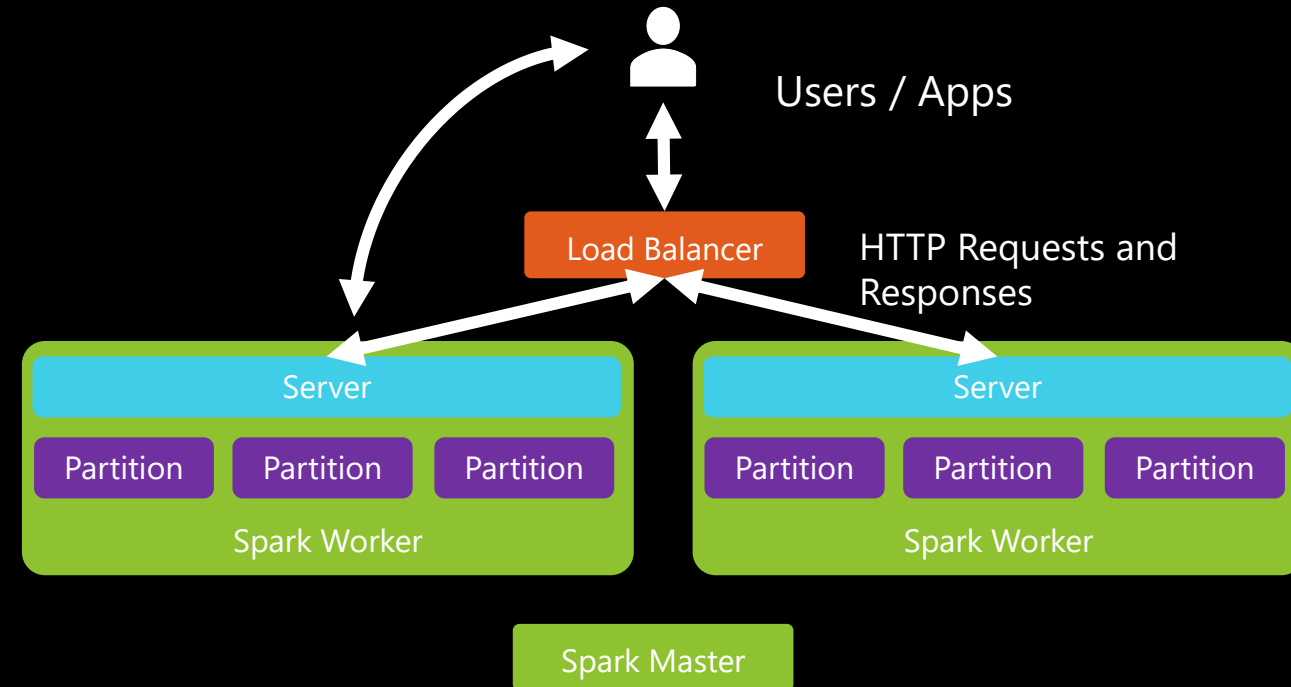 Users / Apps
Load Balancer
HTTP Requests and
Responses
Server
Server
Partition
Partition
Partition
Partition
Partition
Partition
Spark Worker
Spark Worker
Spark Master